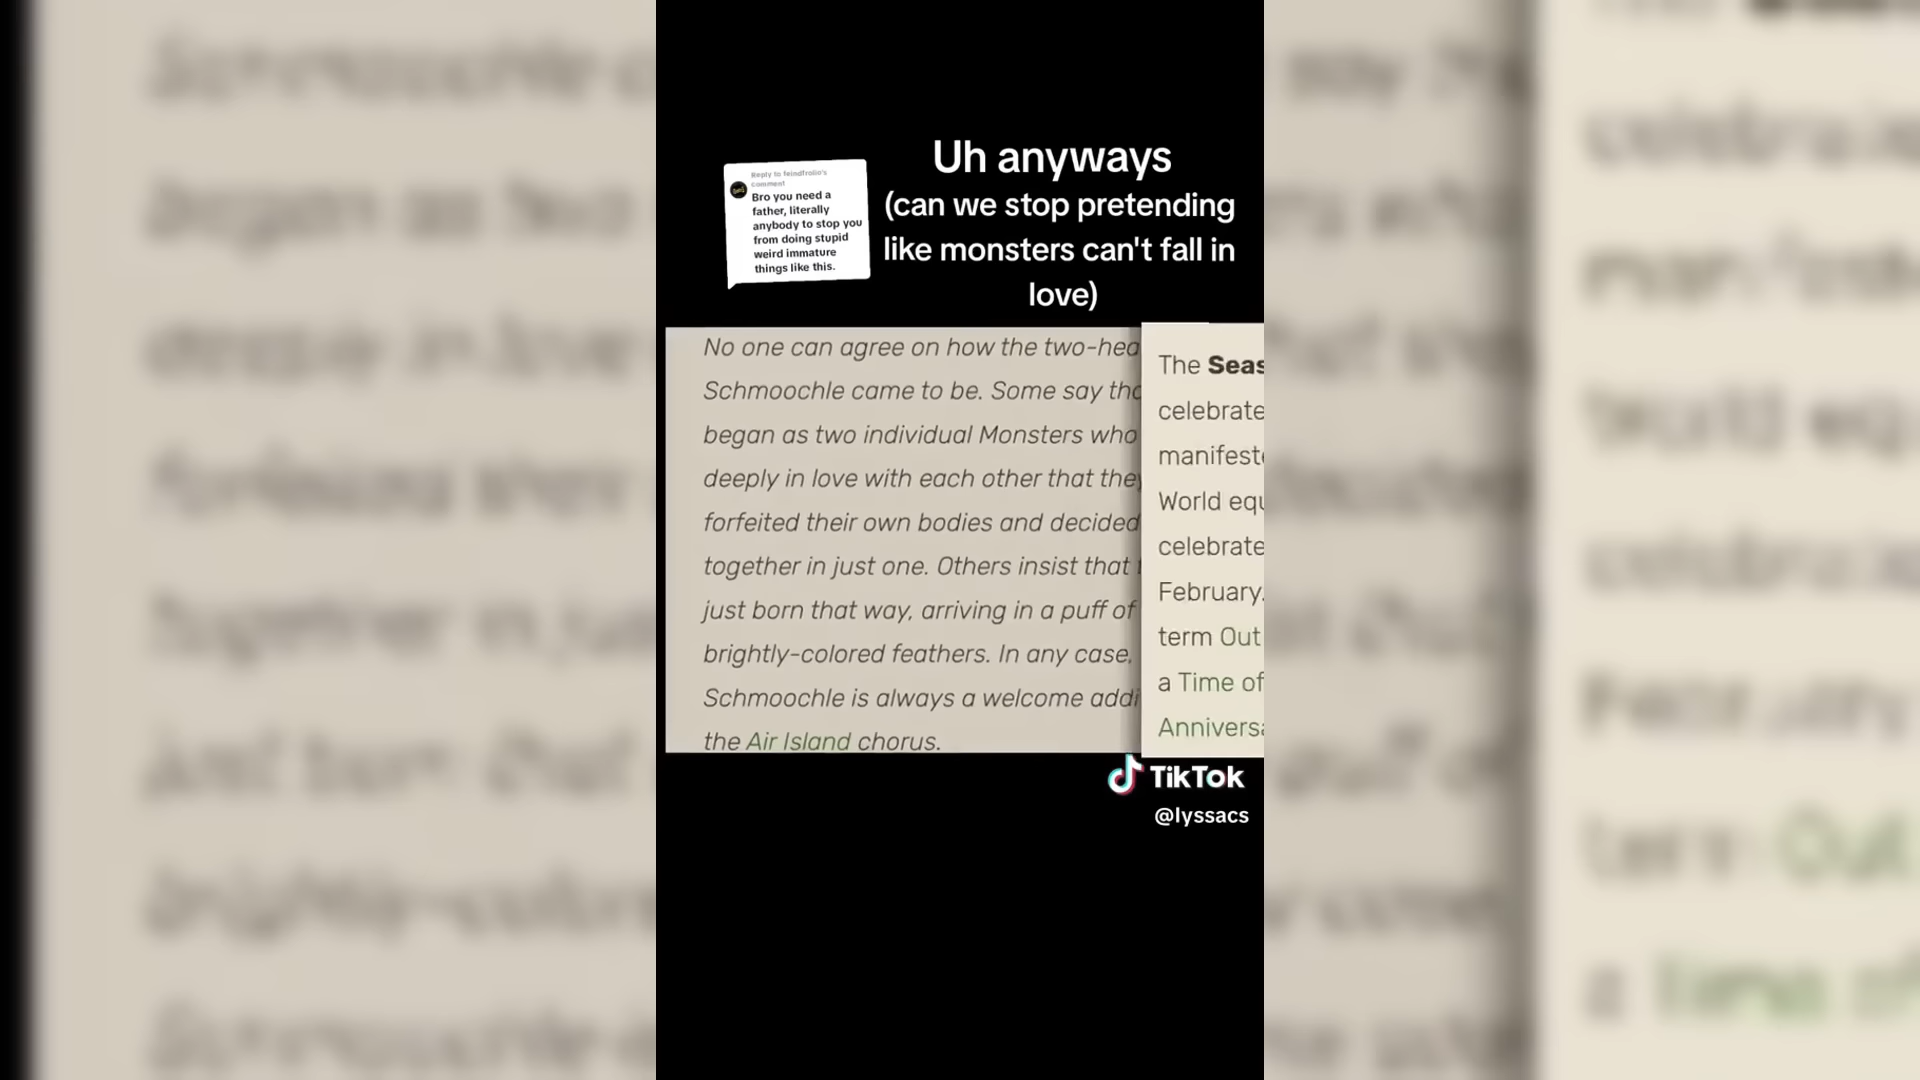 Reply to feindfrolio's
comment
Bro you need a
father, literally
anybody to stop you
from doing stupid
weird immature
things like this.
Uh anyways
(can we stop pretending
like monsters can't fall in
love)
No one can agree on how the two-hea
Schmoochle came to be. Some say tha
began as two individual Monsters who
deeply in love with each other that they
forfeited their own bodies and decided
together in just one. Others insist that
just born that way, arriving in a puff of
brightly-colored feathers. In any case,
Schmoochle is always a welcome addi
the Air Island chorus.
The Seas
celebrate
manifest
World equ
celebrate
February.
term Out
a Time of
Anniversa
TikTok
@lyssacs